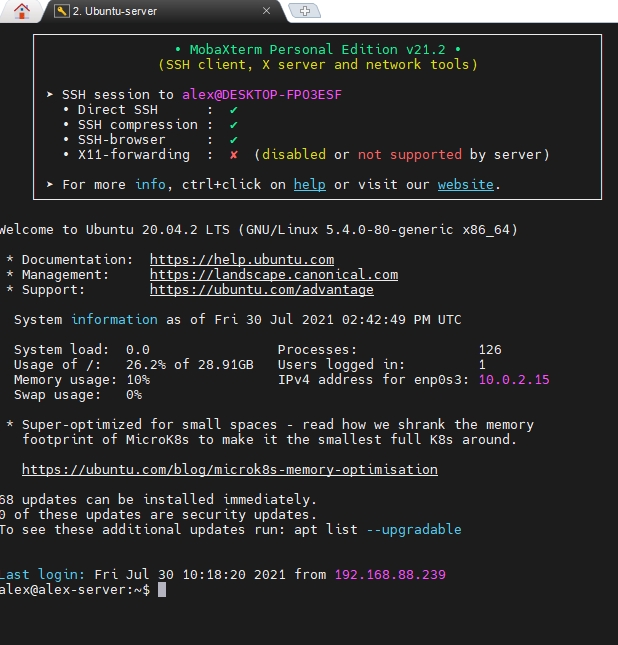 2. Ubuntu-server
• MobaXterm Personal Edition v21.2 •
(SSH client, X server and network tools)
➤ SSH session to alex@DESKTOP-FPO3ESF
• Direct SSH : ✔
• SSH compression : ✔
• SSH-browser : ✔
• X11-forwarding : ✘ (disabled or not supported by server)
➤ For more info, ctrl+click on help or visit our website.
Welcome to Ubuntu 20.04.2 LTS (GNU/Linux 5.4.0-80-generic x86_64)
* Documentation: https://help.ubuntu.com
* Management: https://landscape.canonical.com
* Support: https://ubuntu.com/advantage
System information as of Fri 30 Jul 2021 02:42:49 PM UTC
System load: 0.0 Processes: 126
Usage of /: 26.2% of 28.91GB Users logged in: 1
Memory usage: 10% IPv4 address for enp0s3: 10.0.2.15
Swap usage: 0%
* Super-optimized for small spaces - read how we shrank the memory
footprint of MicroK8s to make it the smallest full K8s around.
https://ubuntu.com/blog/microk8s-memory-optimisation
68 updates can be installed immediately.
0 of these updates are security updates.
To see these additional updates run: apt list --upgradable
Last login: Fri Jul 30 10:18:20 2021 from 192.168.88.239
alex@alex-server:~$